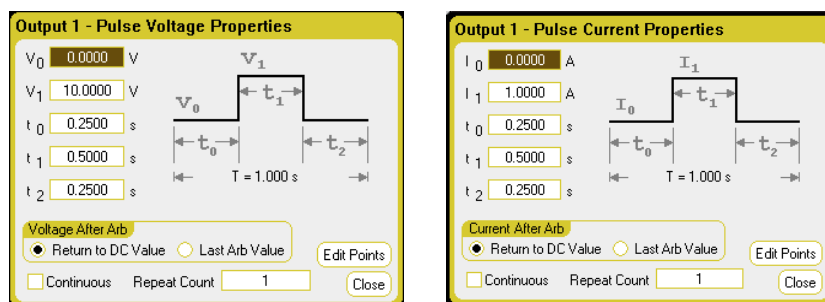 Output 1 - Pulse Voltage Properties
V0 0.0000 V
V1 10.0000 V
t0 0.2500 s
t1 0.5000 s
t2 0.2500 s
V1
V0 t1
t0 t2
T = 1.000 s
Voltage After Arb
Return to DC Value Last Arb Value
Edit Points
Continuous Repeat Count 1 Close
Output 1 - Pulse Current Properties
I0 0.0000 A
I1 1.0000 A
t0 0.2500 s
t1 0.5000 s
t2 0.2500 s
I1
I0 t1
t0 t2
T = 1.000 s
Current After Arb
Return to DC Value Last Arb Value
Edit Points
Continuous Repeat Count 1 Close